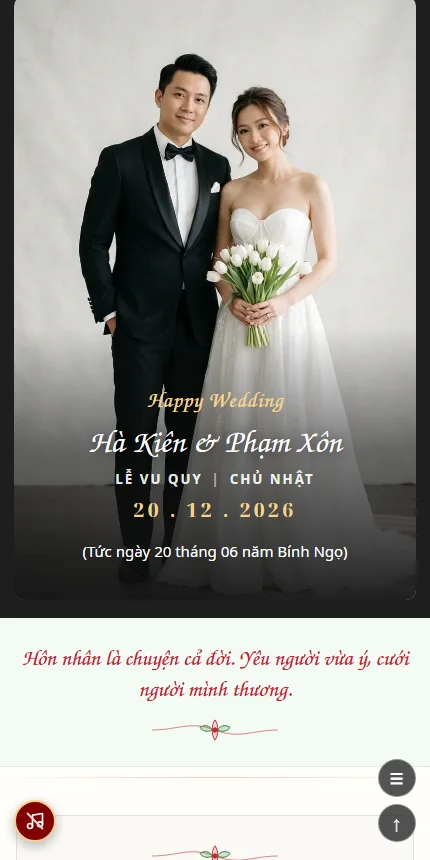 Happy Wedding
Hà Kiên & Phạm Xôn
LỄ VU QUY | CHỦ NHẬT
20 . 12 . 2026
(Tức ngày 20 tháng 06 năm Bính Ngọ)
Hôn nhân là chuyện cả đời. Yêu người vừa ý, cưới
người mình thương.